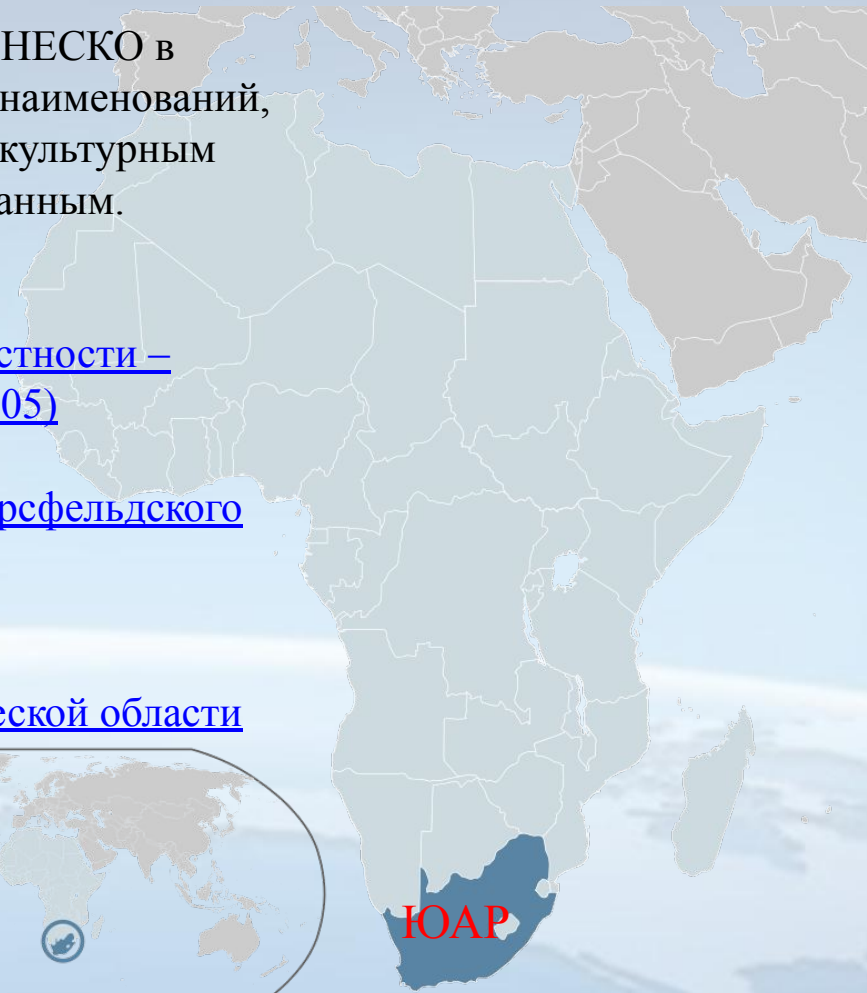 НЕСКО в
наименований,
культурным
анным.
стности –
05)
рсфельдского
еской области
ЮАР